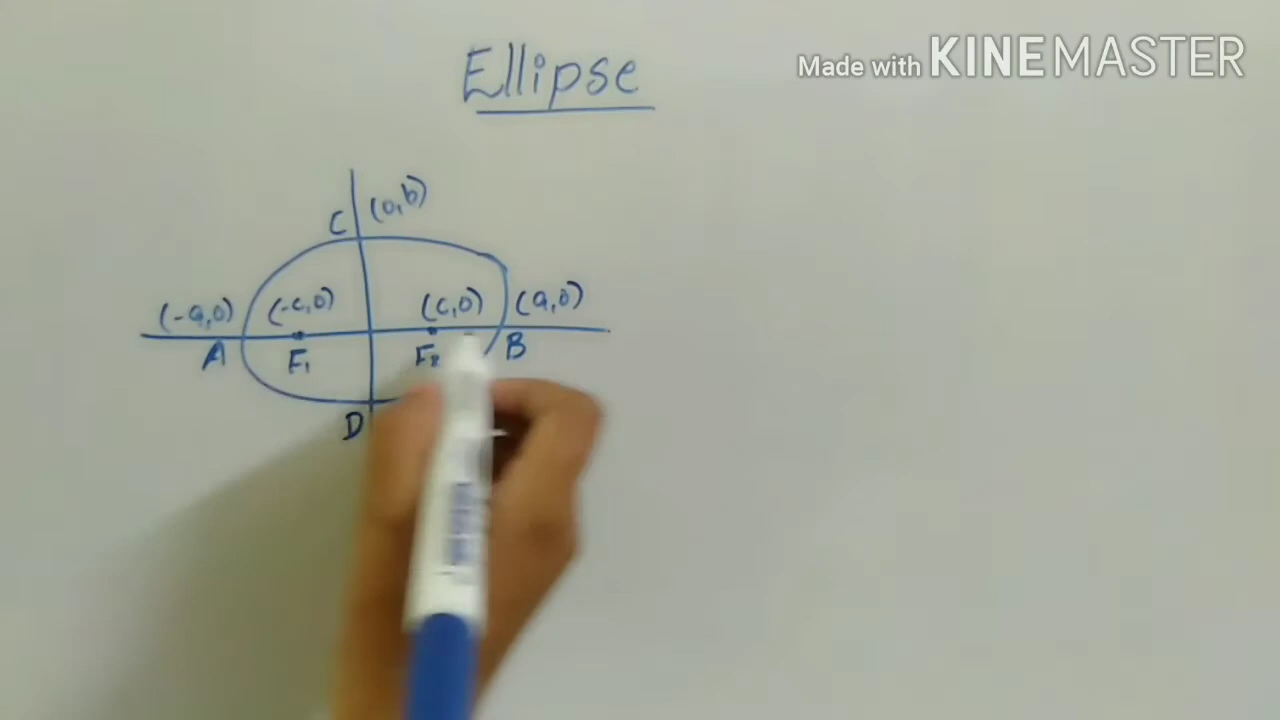 Made with KINEMASTER
Ellipse
C (0,b)
(-a,0) (-c,0) (c,0) (a,0)
A F₁ F₂ B
D